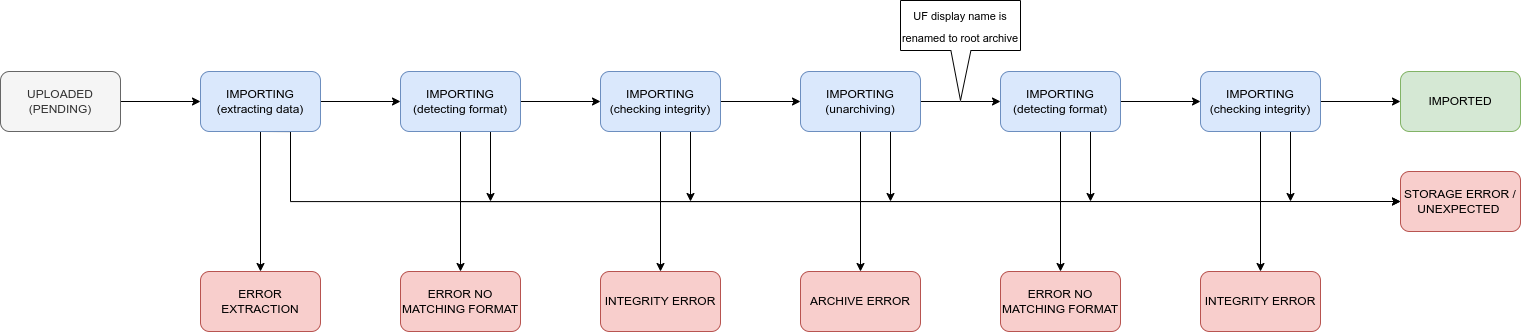 UF display name is
renamed to root archive
UPLOADED
(PENDING)
IMPORTING
(extracting data)
IMPORTING
(detecting format)
IMPORTING
(checking integrity)
IMPORTING
(unarchiving)
IMPORTING
(detecting format)
IMPORTING
(checking integrity)
IMPORTED
STORAGE ERROR /
UNEXPECTED
ERROR
EXTRACTION
ERROR NO
MATCHING FORMAT
INTEGRITY ERROR
ARCHIVE ERROR
ERROR NO
MATCHING FORMAT
INTEGRITY ERROR